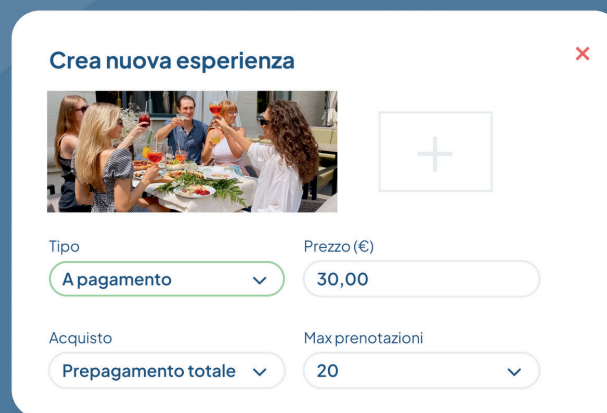 Crea nuova esperienza
Tipo
Prezzo (€)
A pagamento
30,00
Acquisto
Max prenotazioni
Prepagamento totale
20